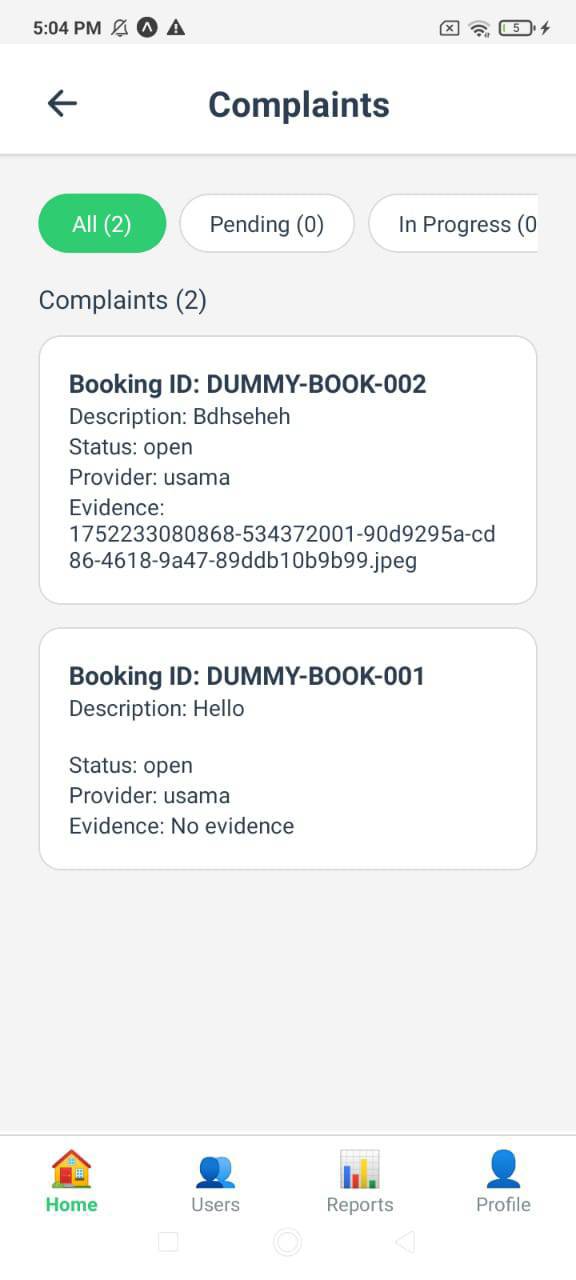 5:04 PM
5
Complaints
All (2)
Pending (0)
In Progress (0
Complaints (2)
Booking ID: DUMMY-BOOK-002
Description: Bdhseheh
Status: open
Provider: usama
Evidence:
1752233080868-534372001-90d9295a-cd
86-4618-9a47-89ddb10b9b99.jpeg
Booking ID: DUMMY-BOOK-001
Description: Hello
Status: open
Provider: usama
Evidence: No evidence
Home
Users
Reports
Profile